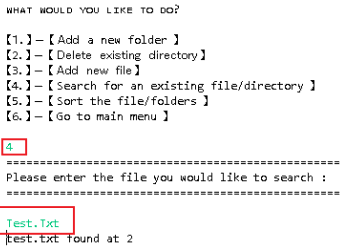 WHAT WOULD YOU LIKE TO DO?
【1.】—【 Add a new folder 】
【2.】—【 Delete existing directory】
【3.】—【 Add new file】
【4.】—【 Search for an existing file/directory 】
【5.】—【 Sort the file/folders 】
【6.】—【 Go to main menu 】
4
==================================================
Please enter the file you would like to search :
==================================================
Test.Txt
test.txt found at 2